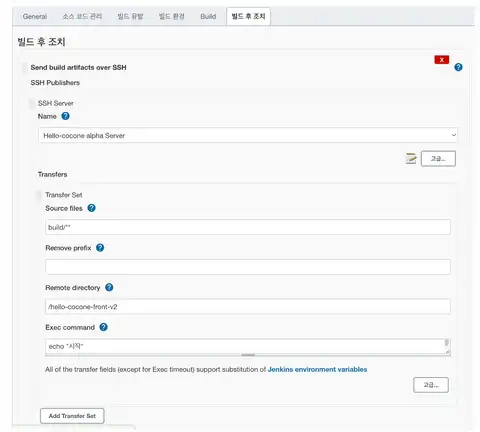 General 소스 코드 관리 빌드 유발 빌드 환경 Build 빌드 후 조치
빌드 후 조치
X
Send build artifacts over SSH ?
SSH Publishers
SSH Server
Name ?
Hello-cocone alpha Server
고급...
Transfers
Transfer Set
Source files ?
build/**
Remove prefix ?
Remote directory ?
/hello-cocone-front-v2
Exec command ?
echo "시작"
All of the transfer fields (except for Exec timeout) support substitution of Jenkins environment variables
고급...
Add Transfer Set